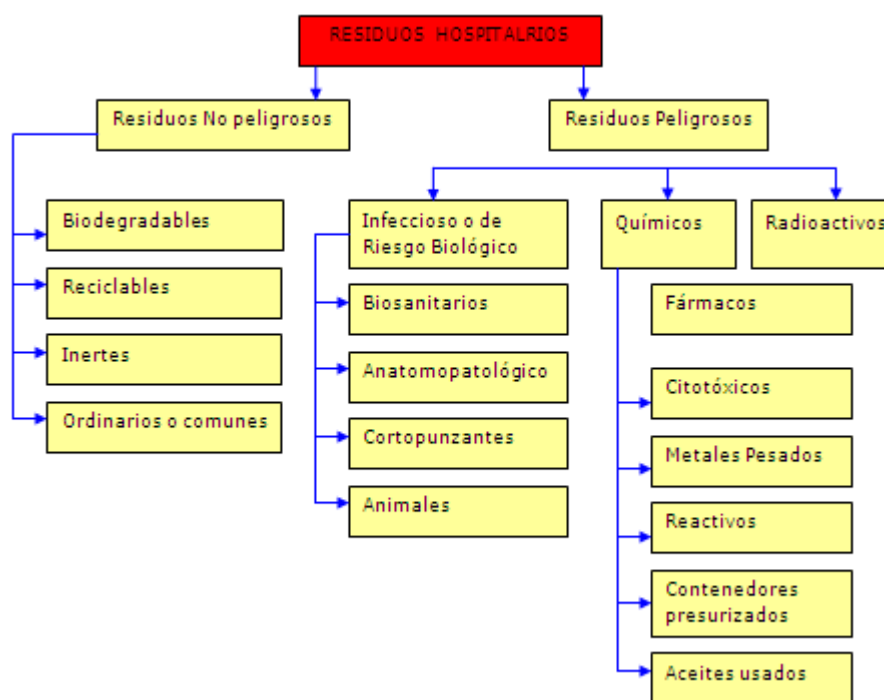 RESIDUOS HOSPITALRIOS
Residuos No peligrosos
Residuos Peligrosos
Biodegradables
Reciclables
Inertes
Ordinarios o comunes
Infeccioso o de
Riesgo Biológico
Biosanitarios
Anatomopatológico
Cortopunzantes
Animales
Químicos
Fármacos
Citotóxicos
Metales Pesados
Reactivos
Contenedores
presurizados
Aceites usados
Radioactivos